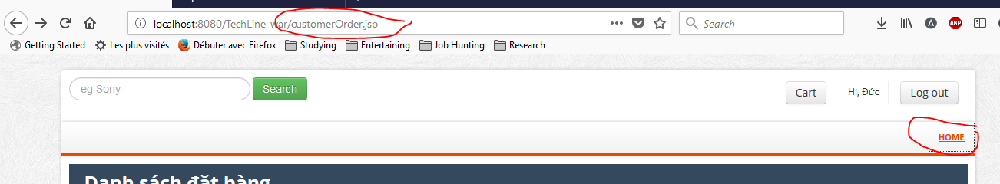 localhost:8080/TechLine-war/customerOrder.jsp
Search
Getting Started Les plus visités Débuter avec Firefox Studying Entertaining Job Hunting Research
eg Sony Search Cart Hi, Đức Log out
HOME
Danh sách đặt hàng